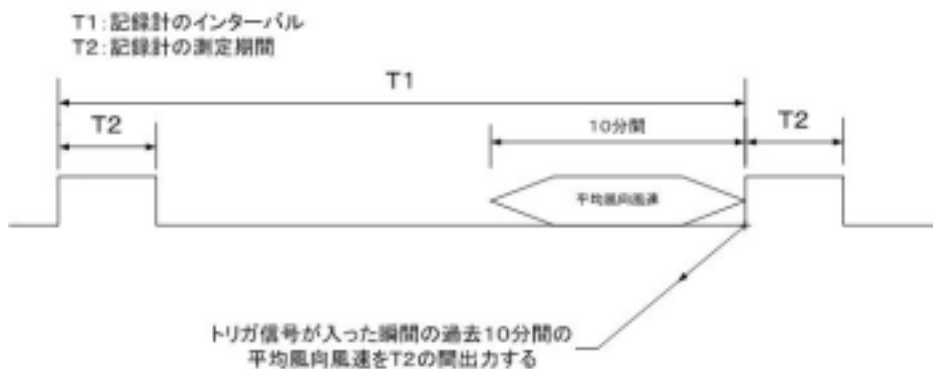 T1:記録計のインターバル
T2:記録計の測定期間
T1
T2
10分間
T2
平均風向風速
トリガ信号が入った瞬間の過去10分間の
平均風向風速をT2の間出力する